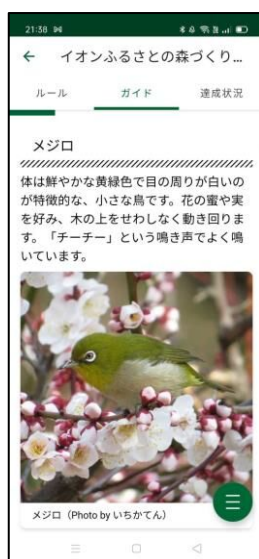 21:38
← イオンふるさとの森づくり...
ルール ガイド 達成状況
メジロ
体は鮮やかな黄緑色で目の周りが白いの
が特徴的な、小さな鳥です。花の蜜や実
を好み、木の上をせわしなく動き回りま
す。「チーチー」という鳴き声でよく鳴
いています。
メジロ（Photo by いちかてん）